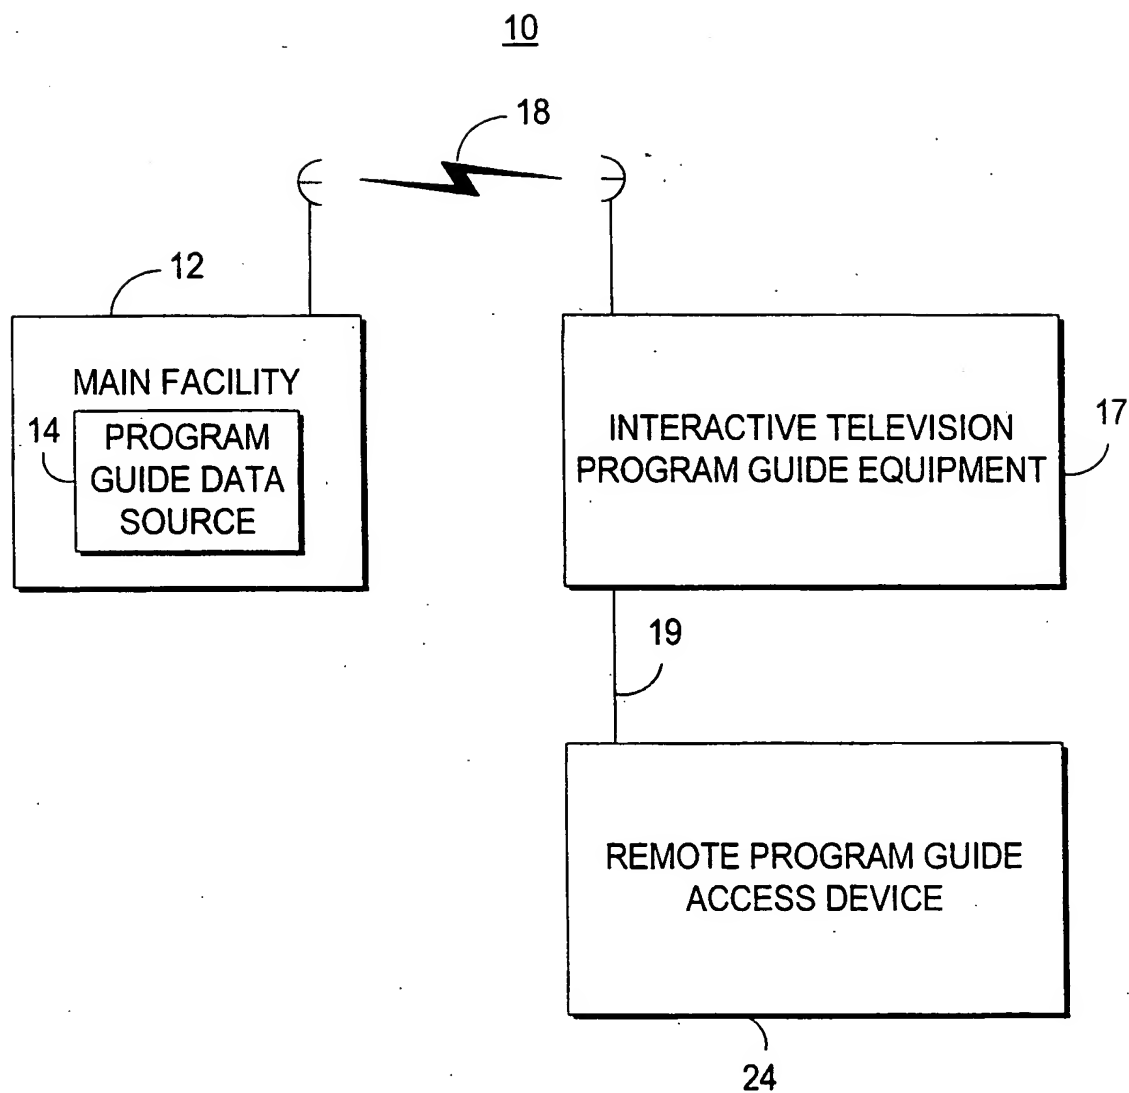 10
18
12
MAIN FACILITY
14
PROGRAM
GUIDE DATA
SOURCE
INTERACTIVE TELEVISION
PROGRAM GUIDE EQUIPMENT
17
19
REMOTE PROGRAM GUIDE
ACCESS DEVICE
24